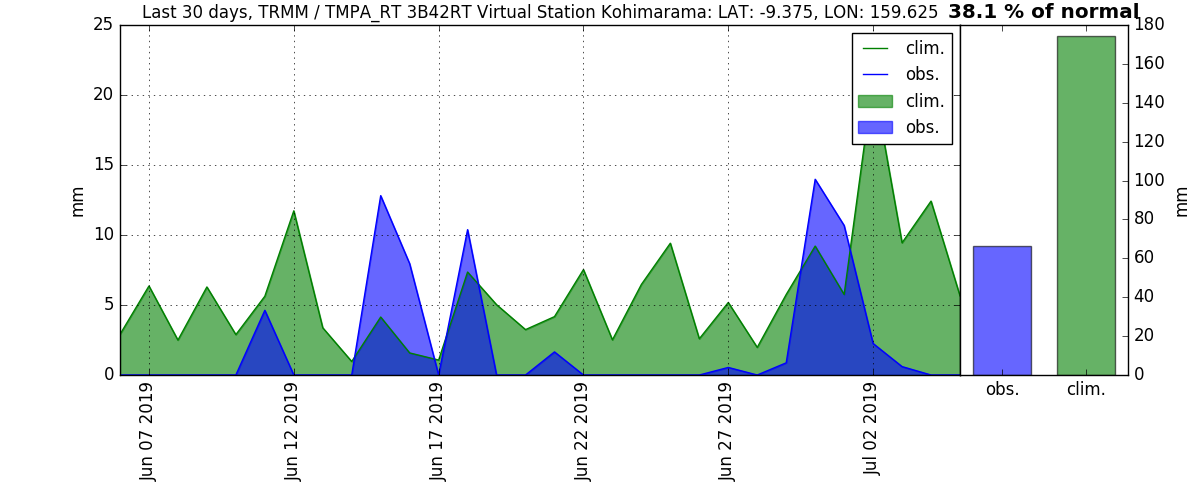 Last 30 days, TRMM / TMPA_RT 3B42RT Virtual Station Kohimarama: LAT: -9.375, LON: 159.625
38.1 % of normal
25
20
15
10
5
0
mm
clim.
obs.
clim.
obs.
Jun 07 2019
Jun 12 2019
Jun 17 2019
Jun 22 2019
Jun 27 2019
Jul 02 2019
180
160
140
120
100
80
60
40
20
0
mm
obs.
clim.